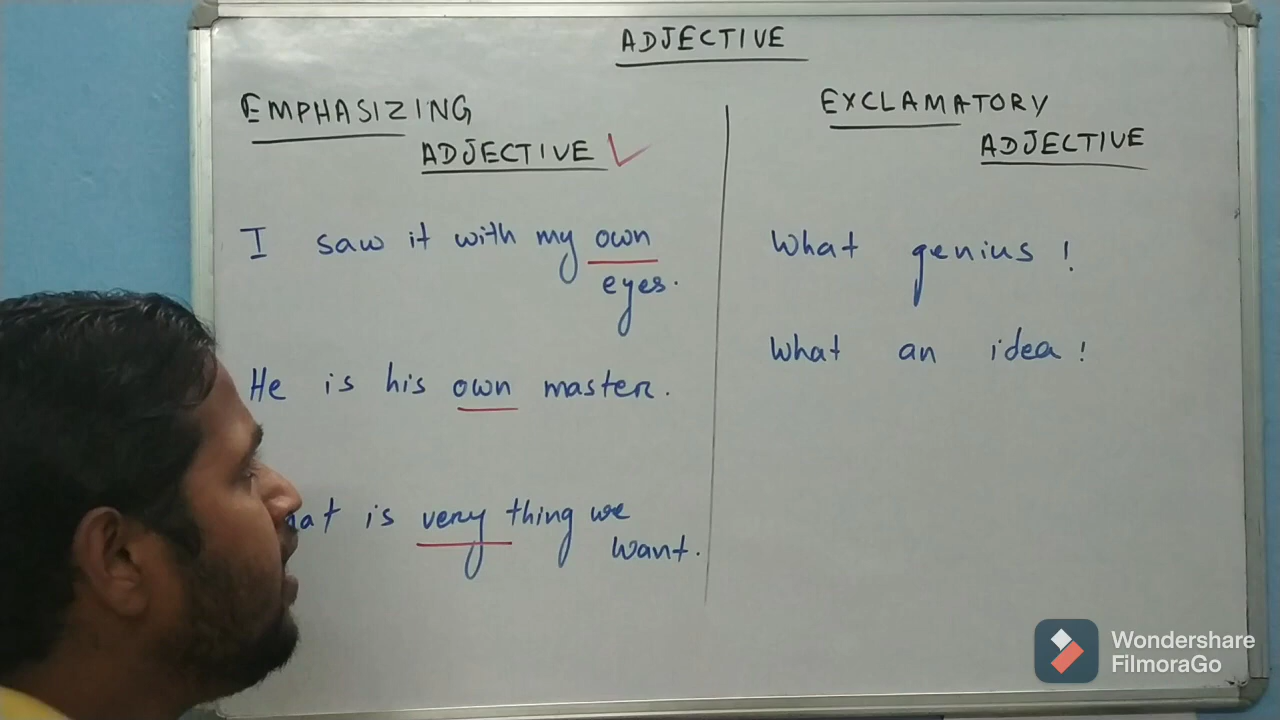 ADJECTIVE
EMPHASIZING
ADJECTIVE
I saw it with my own
eyes.
He is his own master.
is very thing we
want.
EXCLAMATORY
ADJECTIVE
What genius!
What an idea!
Wondershare
FilmoraGo